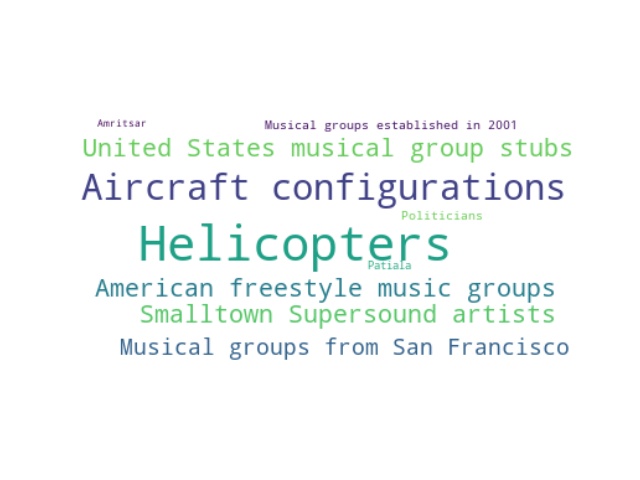 Amritsar
Musical groups established in 2001
United States musical group stubs
Aircraft configurations
Politicians
Helicopters
Patiala
American freestyle music groups
Smalltown Supersound artists
Musical groups from San Francisco